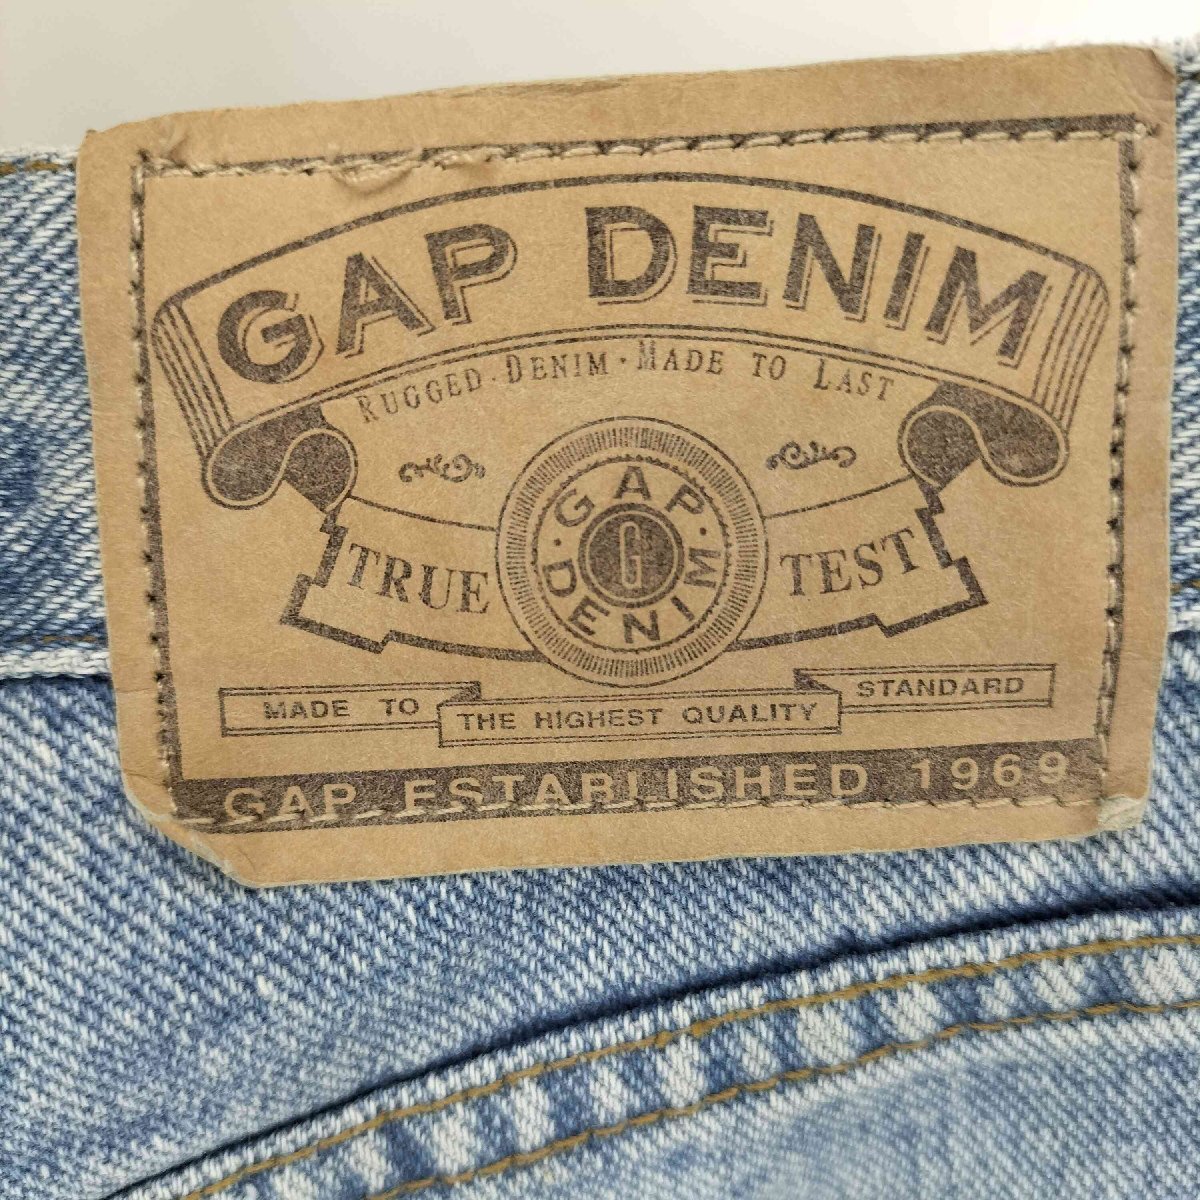 GAP DENIM
RUGGED · DENIM · MADE TO LAST
TRUE TEST
· GAP ·
G
DENIM
MADE TO THE HIGHEST QUALITY STANDARD
GAP ESTABLISHED 1969